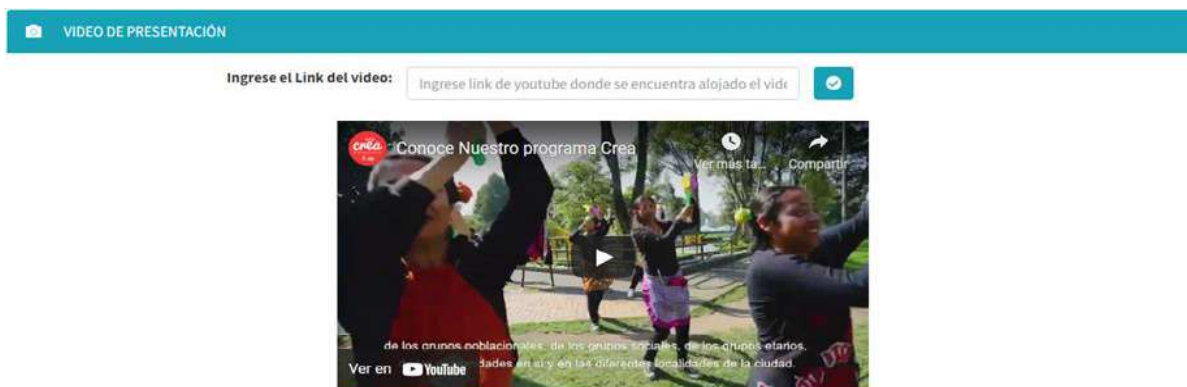 VIDEO DE PRESENTACIÓN
Ingrese el Link del video:
Ingrese link de youtube donde se encuentra alojado el vide
crea
Conoce Nuestro programa Crea
Ver más ta...
Compartir
de los grupos poblacionales, de los grupos sociales, de los grupos etarios,
dades en si y en las diferentes localidades de la ciudad.
Ver en YouTube